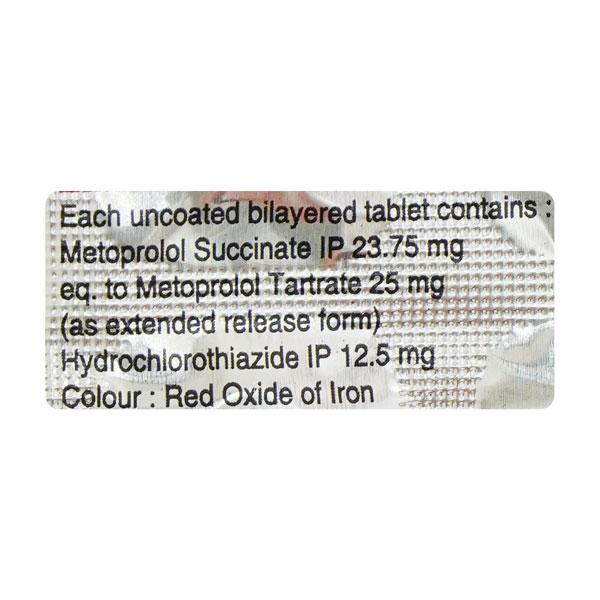 Each uncoated bilayered tablet contains :
Metoprolol Succinate IP 23.75 mg
eq. to Metoprolol Tartrate 25 mg
(as extended release form)
Hydrochlorothiazide IP 12.5 mg
Colour : Red Oxide of Iron